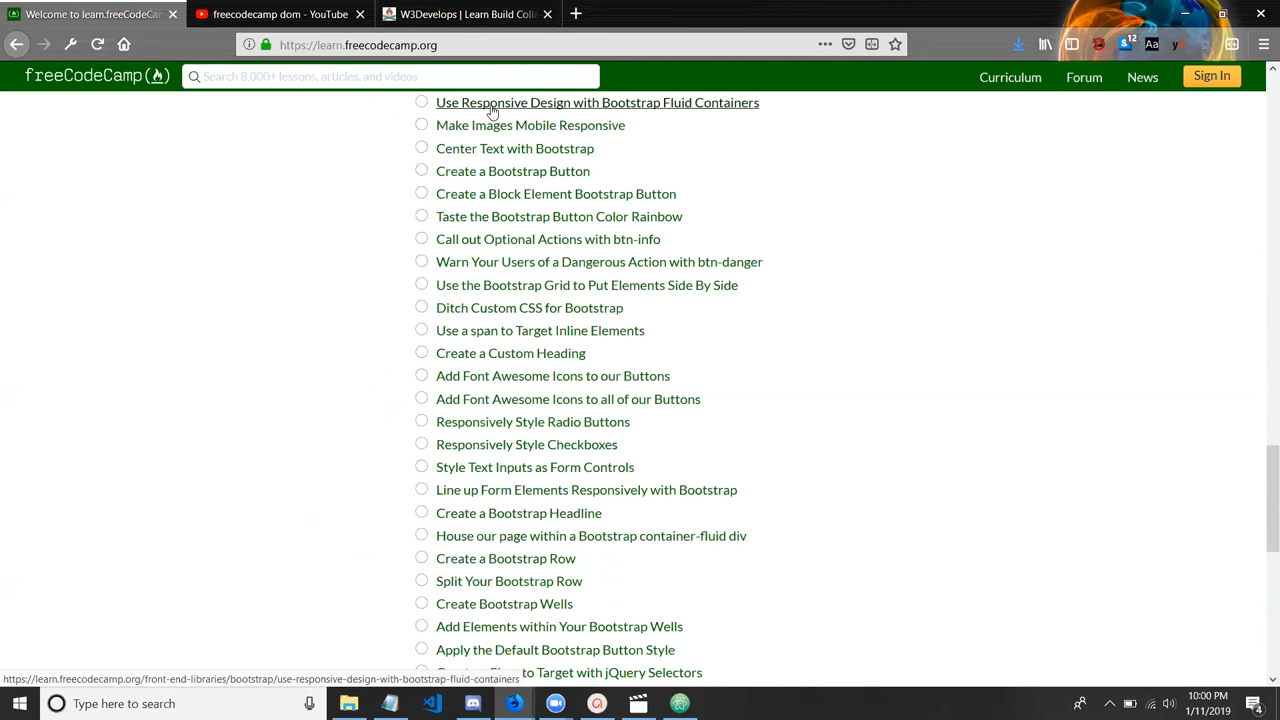 Welcome to learn.freeCodeCar
freecodecamp dom - YouTube
W3Develops | Learn Build Colla
https://learn.freecodecamp.org
12
Aa
freeCodeCamp
Search 8,000+ lessons, articles, and videos
Curriculum
Forum
News
Sign In
Use Responsive Design with Bootstrap Fluid Containers
Make Images Mobile Responsive
Center Text with Bootstrap
Create a Bootstrap Button
Create a Block Element Bootstrap Button
Taste the Bootstrap Button Color Rainbow
Call out Optional Actions with btn-info
Warn Your Users of a Dangerous Action with btn-danger
Use the Bootstrap Grid to Put Elements Side By Side
Ditch Custom CSS for Bootstrap
Use a span to Target Inline Elements
Create a Custom Heading
Add Font Awesome Icons to our Buttons
Add Font Awesome Icons to all of our Buttons
Responsively Style Radio Buttons
Responsively Style Checkboxes
Style Text Inputs as Form Controls
Line up Form Elements Responsively with Bootstrap
Create a Bootstrap Headline
House our page within a Bootstrap container-fluid div
Create a Bootstrap Row
Split Your Bootstrap Row
Create Bootstrap Wells
Add Elements within Your Bootstrap Wells
Apply the Default Bootstrap Button Style
to Target with jQuery Selectors
https://learn.freecodecamp.org/front-end-libraries/bootstrap/use-responsive-design-with-bootstrap-fluid-containers
Type here to search
10:00 PM
1/11/2019
4